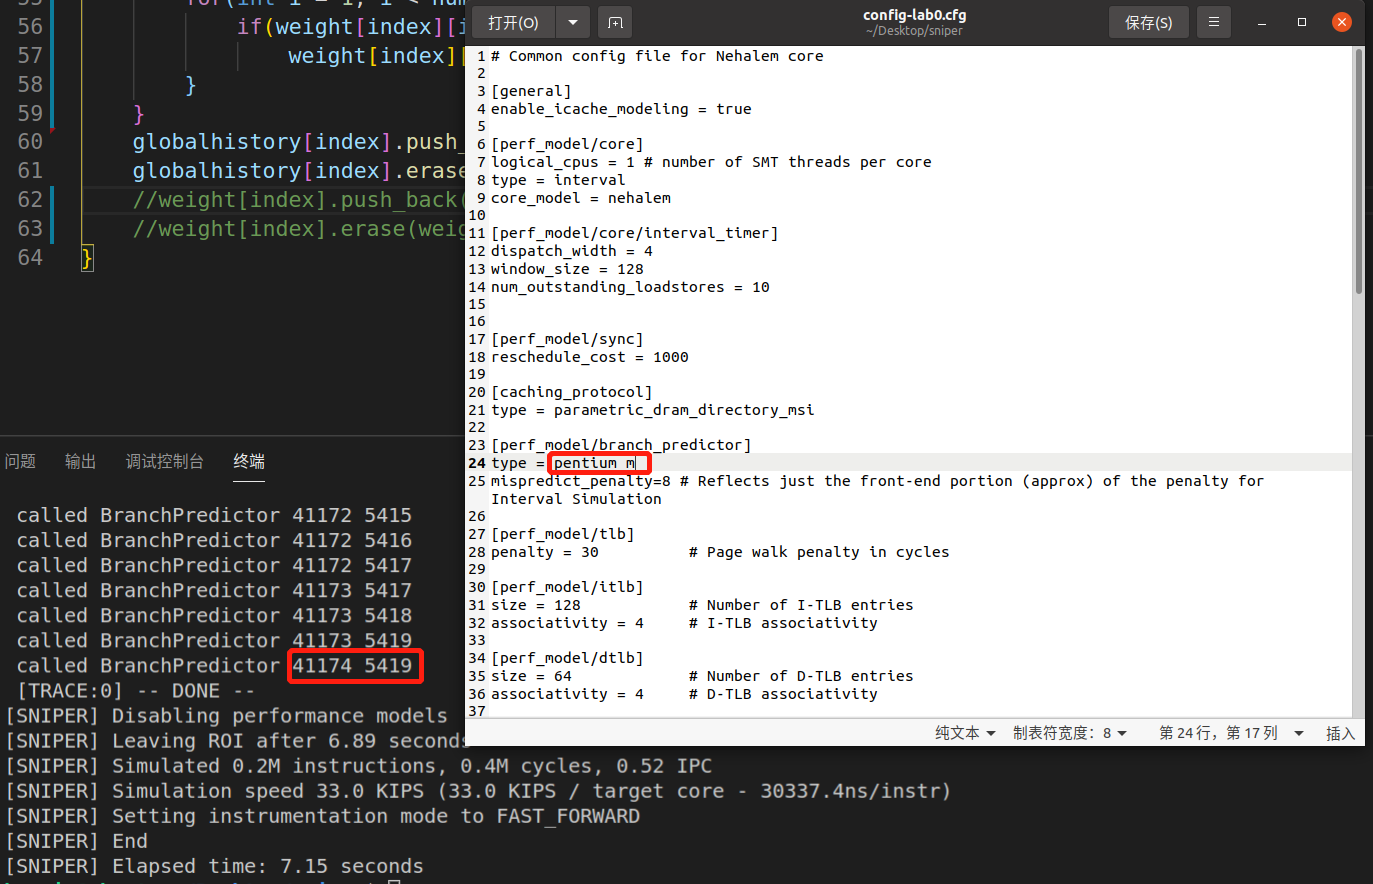 55 for(int i = 1; i < num
56 if(weight[index][i
57 weight[index][
58 }
59 }
60 globalhistory[index].push_
61 globalhistory[index].erase
62 //weight[index].push_back(
63 //weight[index].erase(weig
64 }
问题 输出 调试控制台 终端
called BranchPredictor 41172 5415
called BranchPredictor 41172 5416
called BranchPredictor 41172 5417
called BranchPredictor 41173 5417
called BranchPredictor 41173 5418
called BranchPredictor 41173 5419
called BranchPredictor 41174 5419
[TRACE:0] -- DONE --
[SNIPER] Disabling performance models
[SNIPER] Leaving ROI after 6.89 seconds
[SNIPER] Simulated 0.2M instructions, 0.4M cycles, 0.52 IPC
[SNIPER] Simulation speed 33.0 KIPS (33.0 KIPS / target core - 30337.4ns/instr)
[SNIPER] Setting instrumentation mode to FAST_FORWARD
[SNIPER] End
[SNIPER] Elapsed time: 7.15 seconds
打开(O) config-lab0.cfg 保存(S)
~/Desktop/sniper
1 # Common config file for Nehalem core
2
3 [general]
4 enable_icache_modeling = true
5
6 [perf_model/core]
7 logical_cpus = 1 # number of SMT threads per core
8 type = interval
9 core_model = nehalem
10
11 [perf_model/core/interval_timer]
12 dispatch_width = 4
13 window_size = 128
14 num_outstanding_loadstores = 10
15
16
17 [perf_model/sync]
18 reschedule_cost = 1000
19
20 [caching_protocol]
21 type = parametric_dram_directory_msi
22
23 [perf_model/branch_predictor]
24 type = pentium_m
25 mispredict_penalty=8 # Reflects just the front-end portion (approx) of the penalty for
Interval Simulation
26
27 [perf_model/tlb]
28 penalty = 30 # Page walk penalty in cycles
29
30 [perf_model/itlb]
31 size = 128 # Number of I-TLB entries
32 associativity = 4 # I-TLB associativity
33
34 [perf_model/dtlb]
35 size = 64 # Number of D-TLB entries
36 associativity = 4 # D-TLB associativity
37
纯文本 制表符宽度：8 第 24 行，第 17 列 插入